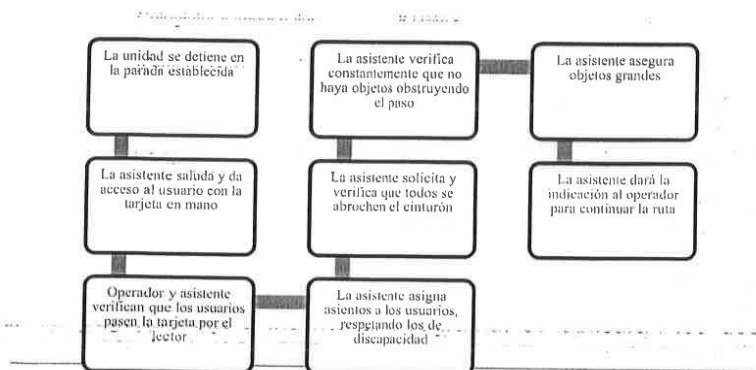 La unidad se detiene en
la parada establecida
La asistente saluda y da
acceso al usuario con la
tarjeta en mano
Operador y asistente
verifican que los usuarios
pasen la tarjeta por el
lector
La asistente asigna
asientos a los usuarios,
respetando los de
discapacidad
La asistente solicita y
verifica que todos se
abrochen el cinturón
La asistente verifica
constantemente que no
haya objetos obstruyendo
el paso
La asistente asegura
objetos grandes
La asistente dará la
indicación al operador
para continuar la ruta